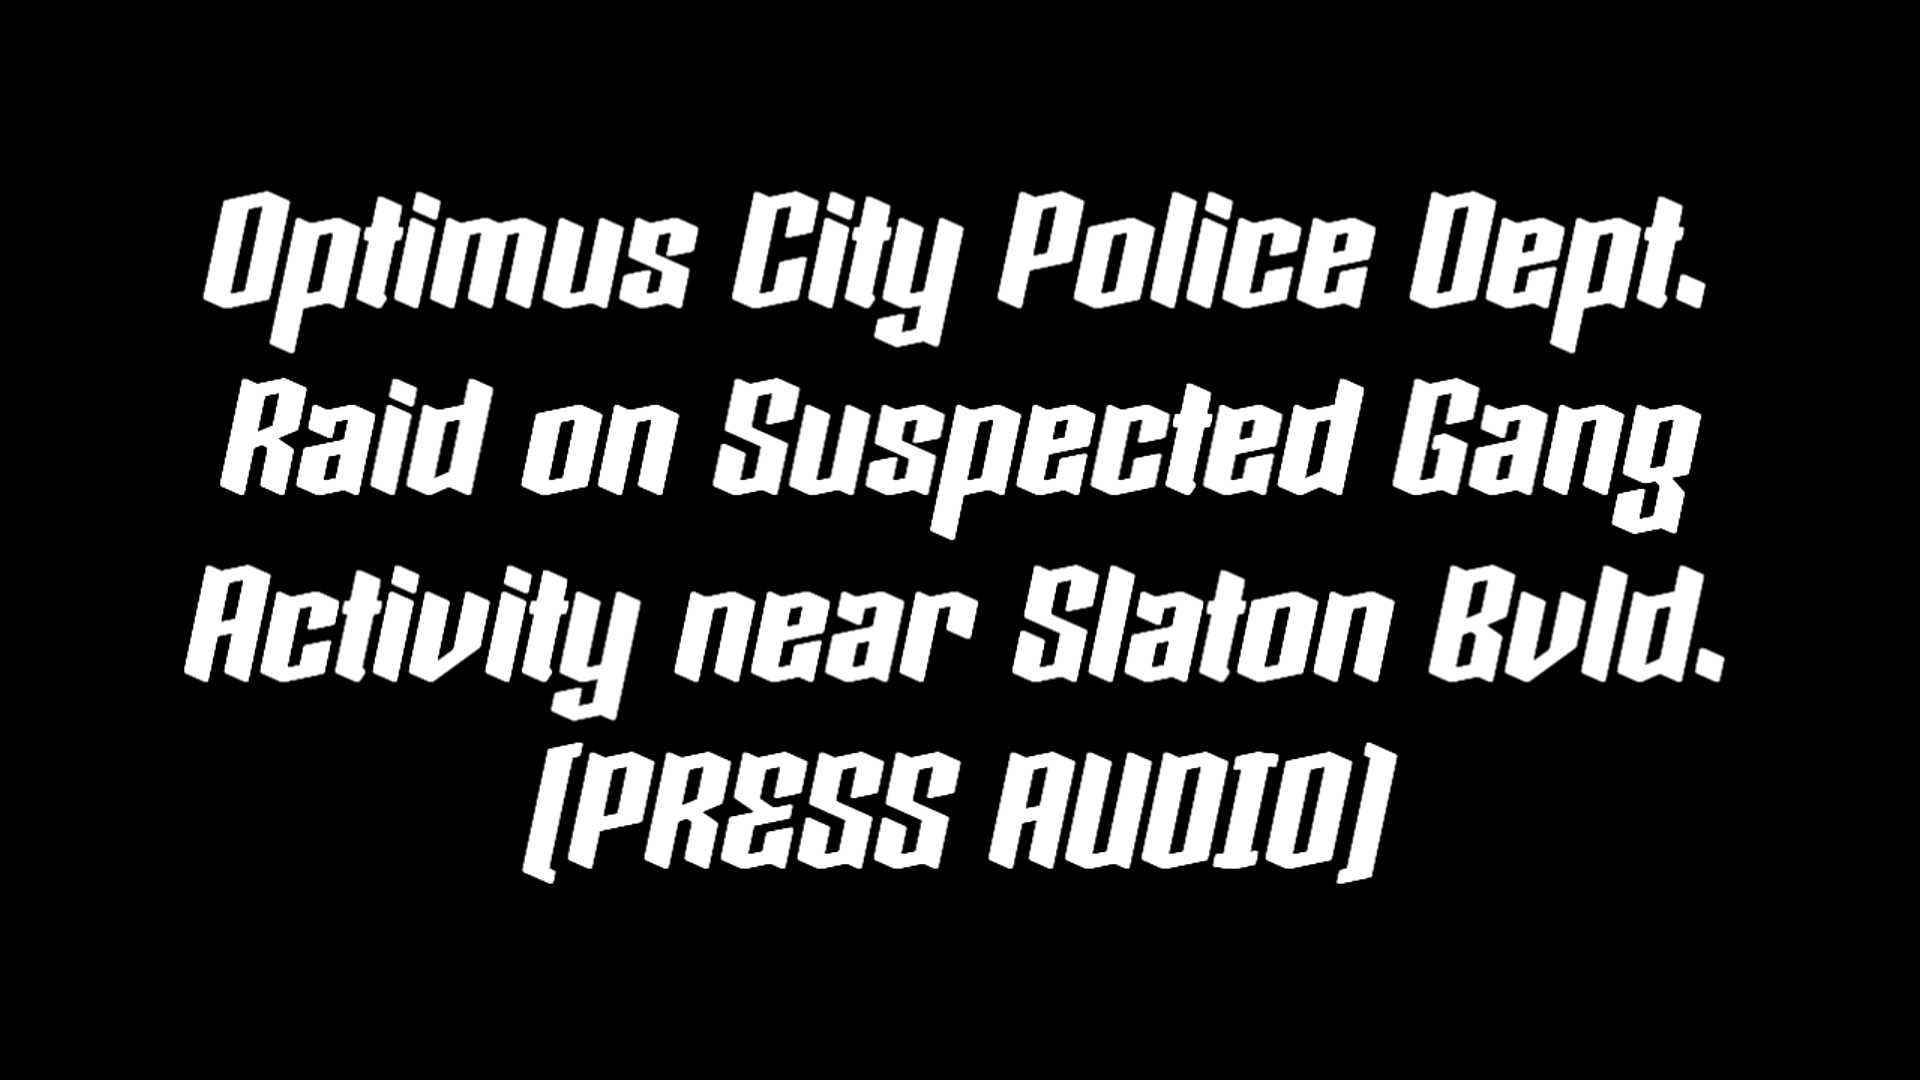 Optimus City Police Dept.
Raid on Suspected Gang
Activity near Slaton Bvld.
(PRESS AUDIO)